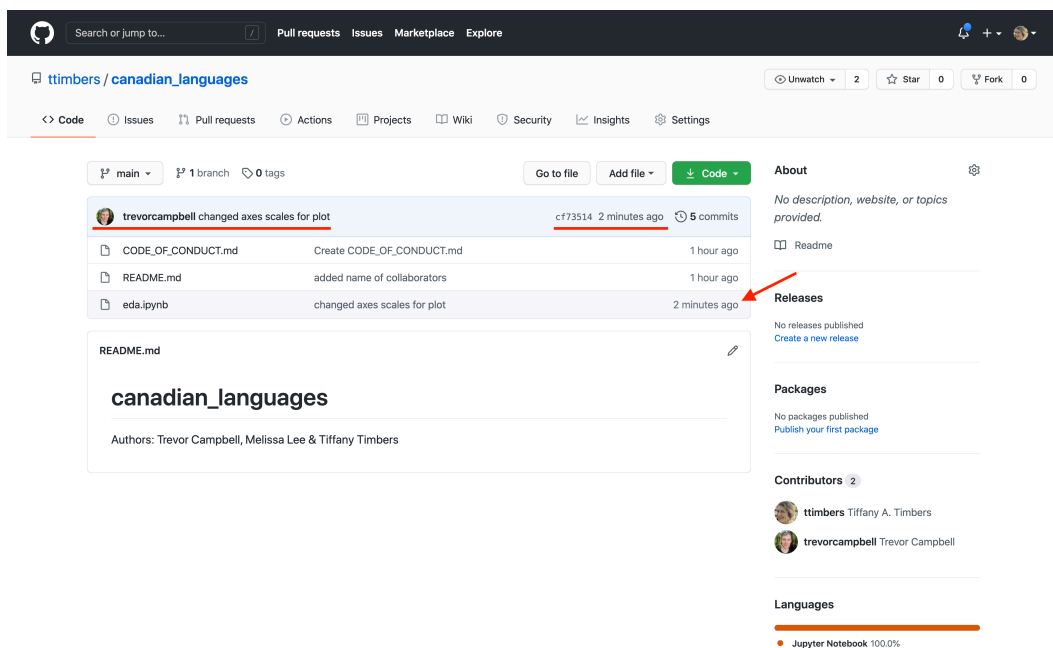 Search or jump to... / Pull requests Issues Marketplace Explore
ttimbers / canadian_languages Unwatch 2 Star 0 Fork 0
Code Issues Pull requests Actions Projects Wiki Security Insights Settings
main 1 branch 0 tags Go to file Add file Code
trevorcampbell changed axes scales for plot cf73514 2 minutes ago 5 commits
CODE_OF_CONDUCT.md Create CODE_OF_CONDUCT.md 1 hour ago
README.md added name of collaborators 1 hour ago
eda.ipynb changed axes scales for plot 2 minutes ago
README.md
canadian_languages
Authors: Trevor Campbell, Melissa Lee & Tiffany Timbers
About
No description, website, or topics
provided.
Readme
Releases
No releases published
Create a new release
Packages
No packages published
Publish your first package
Contributors 2
ttimbers Tiffany A. Timbers
trevorcampbell Trevor Campbell
Languages
Jupyter Notebook 100.0%